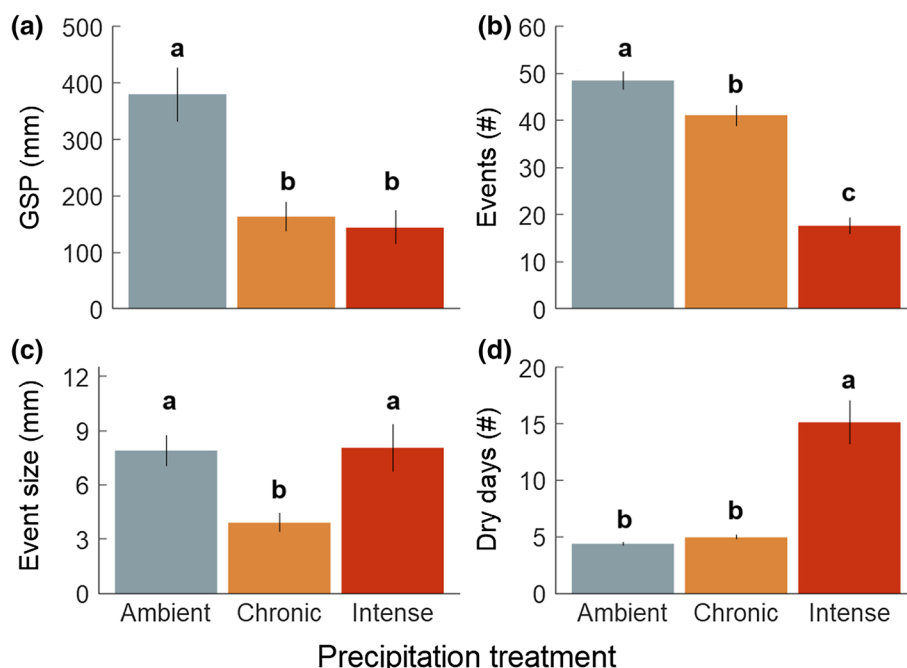 (a)
GSP (mm)
500
400
300
200
100
0
a
b
b
(b)
Events (#)
60
50
40
30
20
10
0
a
b
c
(c)
Event size (mm)
12
9
6
3
0
a
b
a
Ambient Chronic Intense
(d)
Dry days (#)
20
15
10
5
0
b
b
a
Ambient Chronic Intense
Precipitation treatment